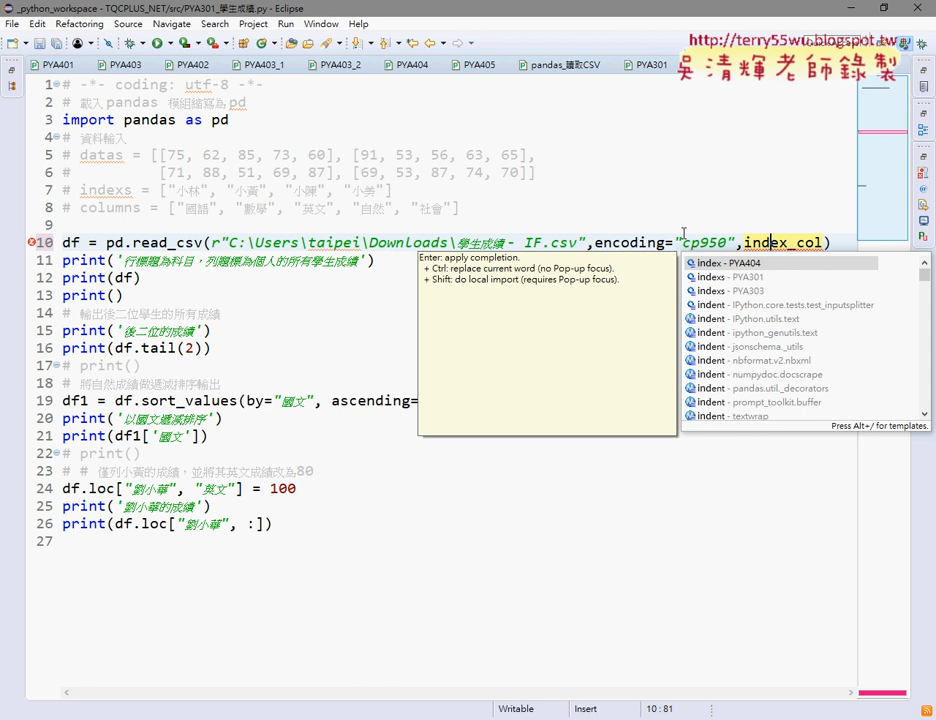 _python_workspace - TQCPLUS_NET/src/PYA301_學生成績.py - Eclipse
File Edit Refactoring Source Navigate Search Project Run Window Help
http://terry55wu.blogspot.tw
吳清輝老師錄製
PYA401 PYA403 PYA402 PYA403_1 PYA403_2 PYA404 PYA405 pandas_讀取CSV PYA301
1 # -*- coding: utf-8 -*-
2 # 載入pandas 模組縮寫為pd
3 import pandas as pd
4 # 資料輸入
5 # datas = [[75, 62, 85, 73, 60], [91, 53, 56, 63, 65],
6 # [71, 88, 51, 69, 87], [69, 53, 87, 74, 70]]
7 # indexs = ["小林", "小黃", "小陳", "小美"]
8 # columns = ["國語", "數學", "英文", "自然", "社會"]
9
10 df = pd.read_csv(r"C:\Users\taipei\Downloads\學生成績 - IF.csv",encoding="cp950",index_col)
11 print('行標題為科目，列題標為個人的所有學生成績')
12 print(df)
13 print()
14 # 輸出後二位學生的所有成績
15 print('後二位的成績')
16 print(df.tail(2))
17 # print()
18 # 將自然成績做遞減排序輸出
19 df1 = df.sort_values(by="國文", ascending=
20 print('以國文遞減排序')
21 print(df1['國文'])
22 # print()
23 # # 僅列小黃的成績，並將其英文成績改為80
24 df.loc["劉小華", "英文"] = 100
25 print('劉小華的成績')
26 print(df.loc["劉小華", :])
27
Enter: apply completion.
+ Ctrl: replace current word (no Pop-up focus).
+ Shift: do local import (requires Pop-up focus).
index - PYA404
indexs - PYA301
indexs - PYA303
indent - IPython.core.tests.test_inputsplitter
indent - IPython.utils.text
indent - ipython_genutils.text
indent - jsonschema._utils
indent - nbformat.v2.nbxml
indent - numpydoc.docscrape
indent - pandas.util._decorators
indent - prompt_toolkit.buffer
indent - textwrap
Press Alt+/ for templates.
Writable Insert 10 : 81